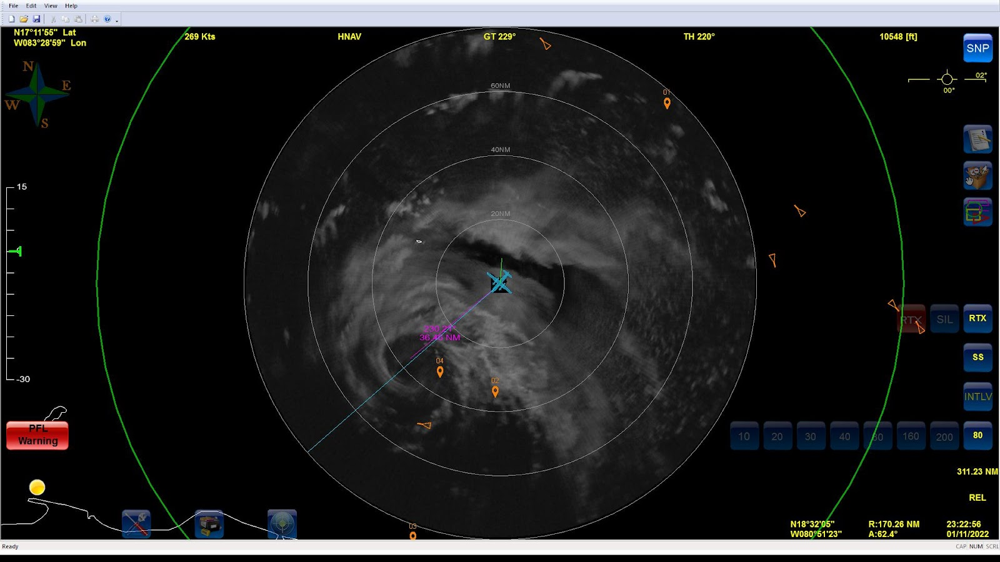 File Edit View Help
N17°11'55" Lat
W083°28'59" Lon
269 Kts
HNAV
GT 229°
TH 220°
10548 [ft]
SNP
N
E
W
S
02°
00°
60NM
01
40NM
15
20NM
RTX
SIL
RTX
36.45 NM
SS
04
-30
02
INTLV
PFL
Warning
10
20
30
40
80
160
200
80
311.23 NM
REL
03
N18°32'05" R:170.26 NM 23:22:56
W080°51'23" A:62.4° 01/11/2022
Ready
CAP NUM SCRL